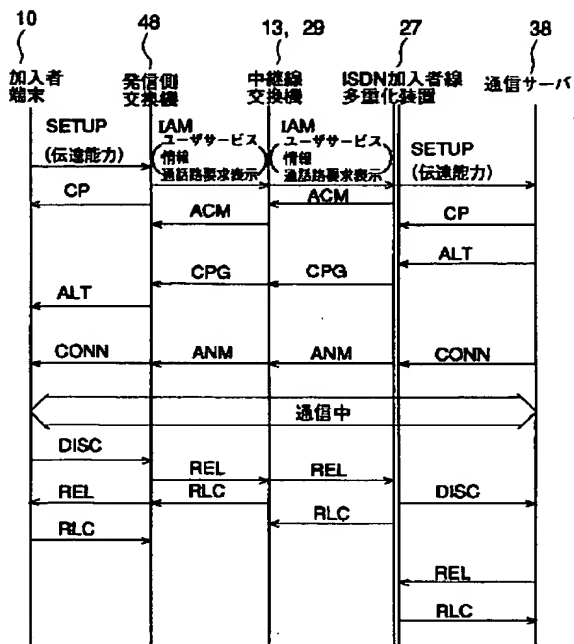 10
48
13, 29
27
38
加入者
端末
発信側
交換機
中継線
交換機
ISDN加入者線
多重化装置
通信サーバ
SETUP
(伝達能力)
IAM
ユーザサービス
情報
通話路要求表示
IAM
ユーザサービス
情報
通話路要求表示
SETUP
(伝達能力)
CP
ACM
ACM
CP
ALT
CPG
CPG
ALT
CONN
ANM
ANM
CONN
通信中
DISC
REL
REL
REL
RLC
DISC
RLC
RLC
REL
RLC